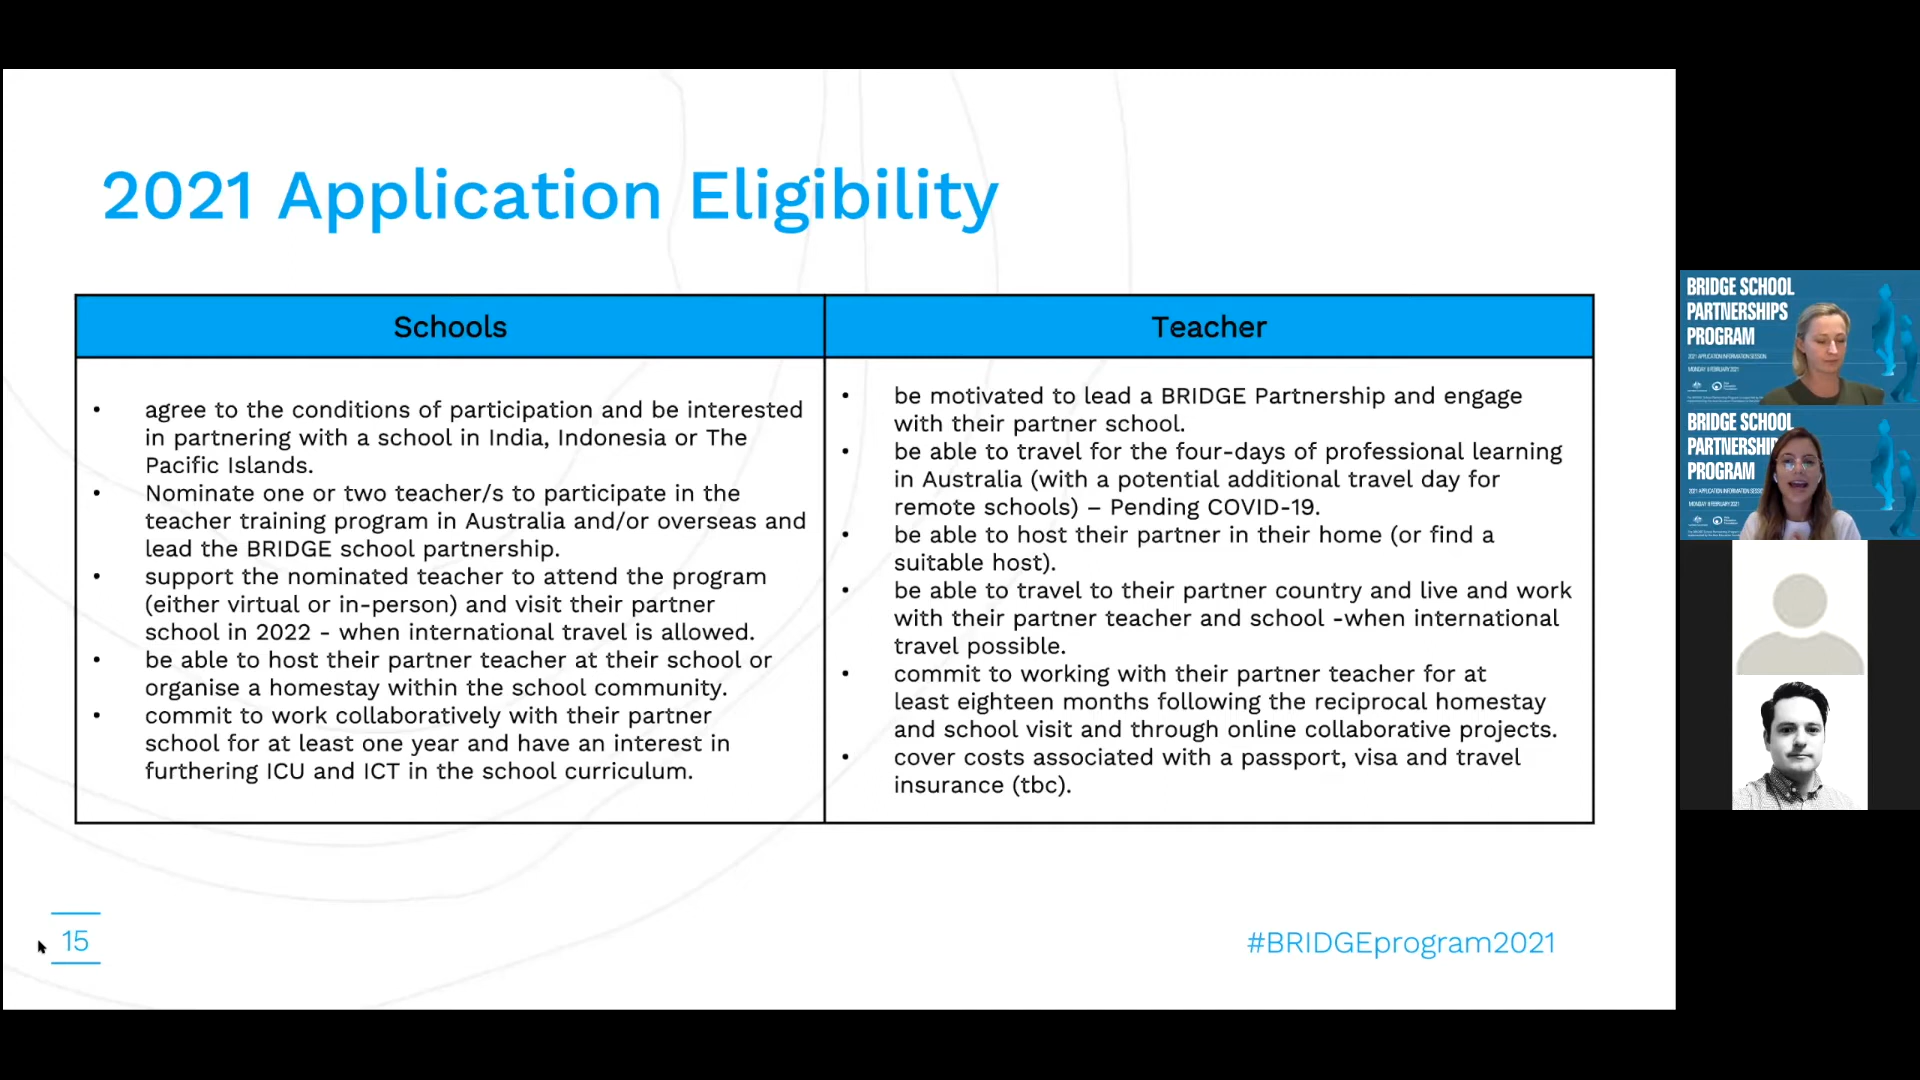 2021 Application Eligibility
Schools
agree to the conditions of participation and be interested
in partnering with a school in India, Indonesia or The
Pacific Islands.
Nominate one or two teacher/s to participate in the
teacher training program in Australia and/or overseas and
lead the BRIDGE school partnership.
support the nominated teacher to attend the program
(either virtual or in-person) and visit their partner
school in 2022 - when international travel is allowed.
be able to host their partner teacher at their school or
organise a homestay within the school community.
commit to work collaboratively with their partner
school for at least one year and have an interest in
furthering ICU and ICT in the school curriculum.
Teacher
be motivated to lead a BRIDGE Partnership and engage
with their partner school.
be able to travel for the four-days of professional learning
in Australia (with a potential additional travel day for
remote schools) – Pending COVID-19.
be able to host their partner in their home (or find a
suitable host).
be able to travel to their partner country and live and work
with their partner teacher and school -when international
travel possible.
commit to working with their partner teacher for at
least eighteen months following the reciprocal homestay
and school visit and through online collaborative projects.
cover costs associated with a passport, visa and travel
insurance (tbc).
15
#BRIDGEprogram2021
BRIDGE SCHOOL
PARTNERSHIPS
PROGRAM
2021 APPLICATION INFORMATION SESSION
MONDAY 8 FEBRUARY 2021
BRIDGE SCHOOL
PARTNERSHIP
PROGRAM
2021 APPLICATION INFORMATION
MONDAY 8 FEBRUARY 2021